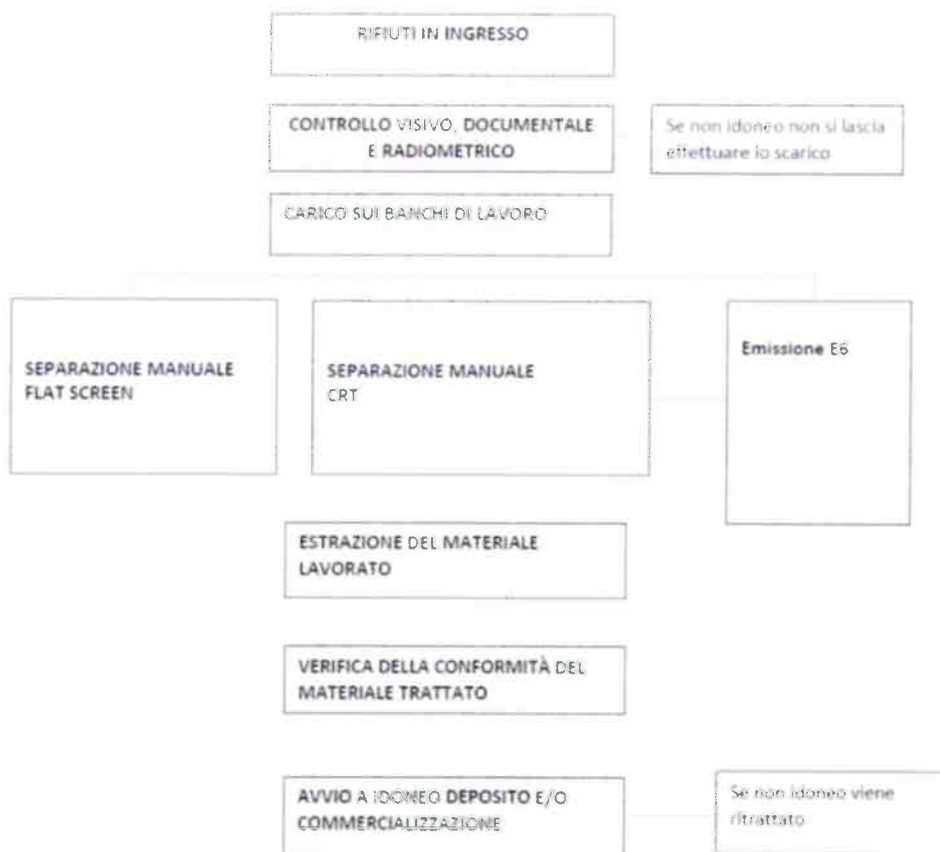 RIFIUTI IN INGRESSO
CONTROLLO VISIVO, DOCUMENTALE
E RADIOMETRICO
Se non idoneo non si lascia
effettuare lo scarico
CARICO SUI BANCHI DI LAVORO
SEPARAZIONE MANUALE
FLAT SCREEN
SEPARAZIONE MANUALE
CRT
Emissione E6
ESTRAZIONE DEL MATERIALE
LAVORATO
VERIFICA DELLA CONFORMITÀ DEL
MATERIALE TRATTATO
AVVIO A IDONEO DEPOSITO E/O
COMMERCIALIZZAZIONE
Se non idoneo viene
ritrattato